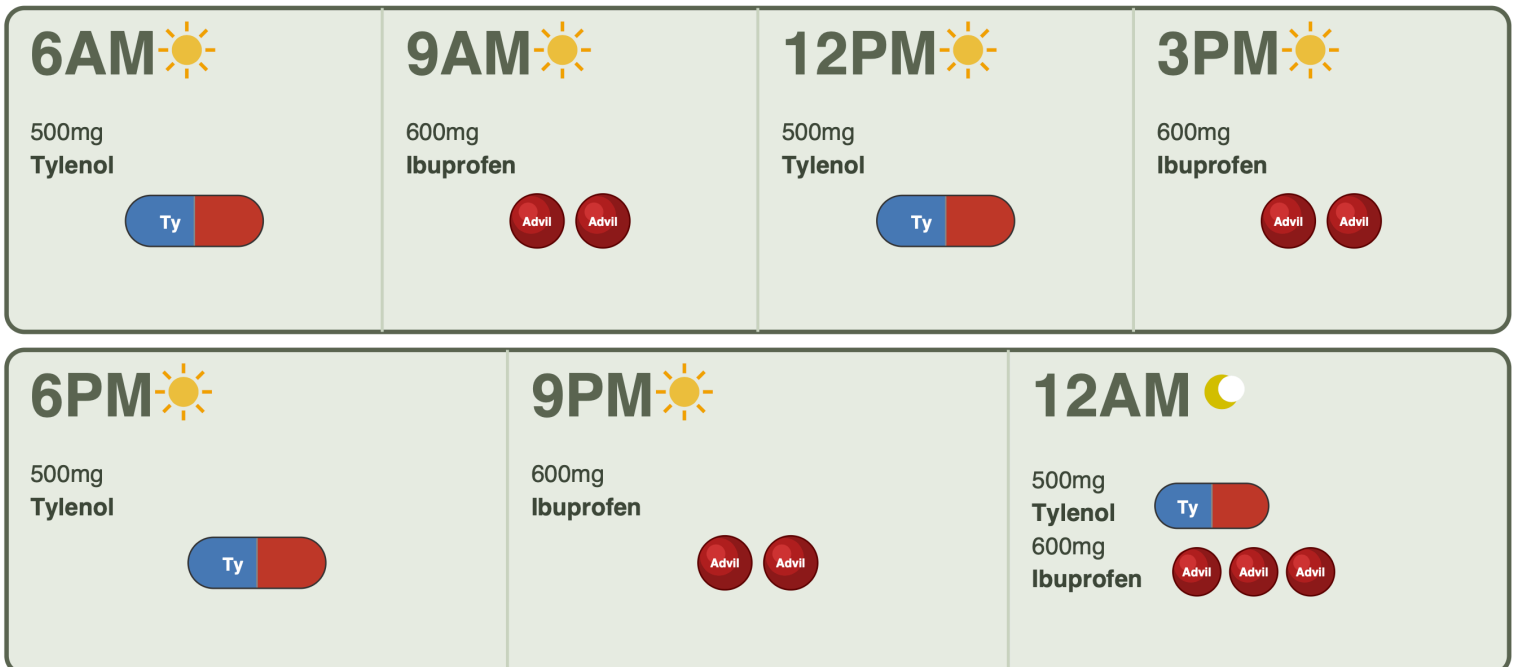 6AM
500mg
Tylenol
Ty
9AM
600mg
Ibuprofen
Advil Advil
12PM
500mg
Tylenol
Ty
3PM
600mg
Ibuprofen
Advil Advil
6PM
500mg
Tylenol
Ty
9PM
600mg
Ibuprofen
Advil Advil
12AM
500mg
Tylenol
Ty
600mg
Ibuprofen
Advil Advil Advil